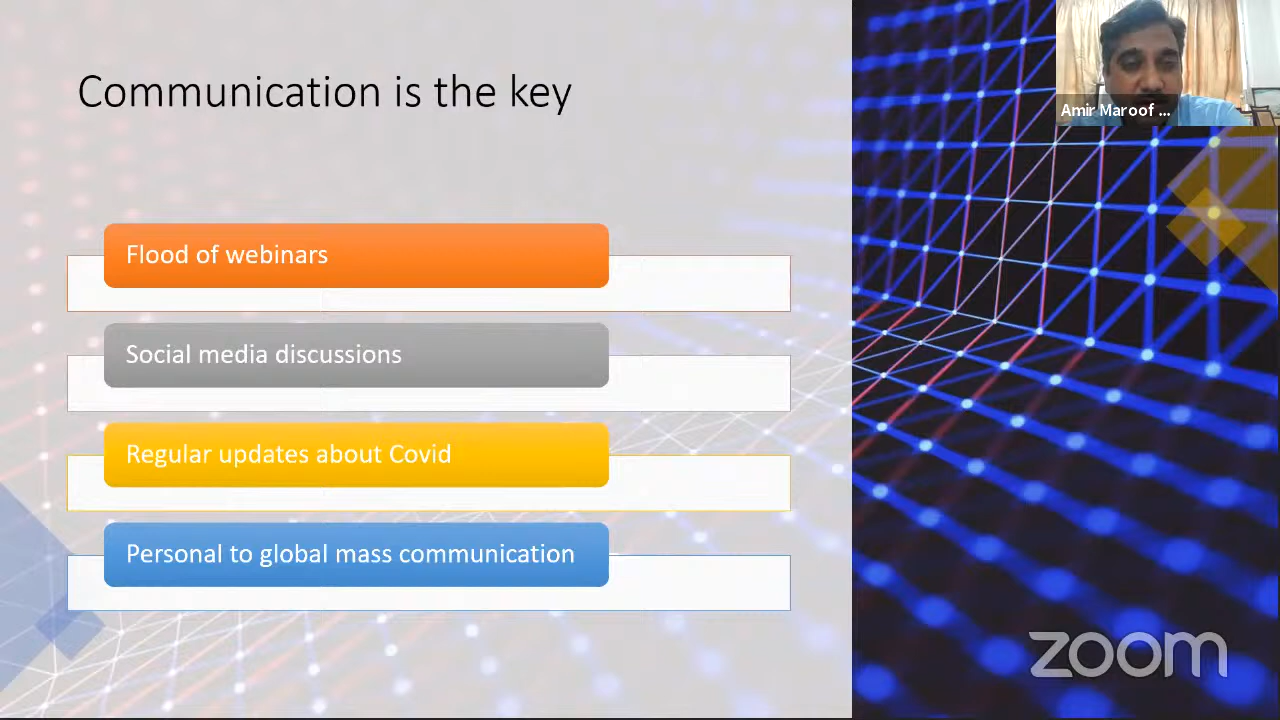 Communication is the key
Amir Maroof ...
Flood of webinars
Social media discussions
Regular updates about Covid
Personal to global mass communication
zoom